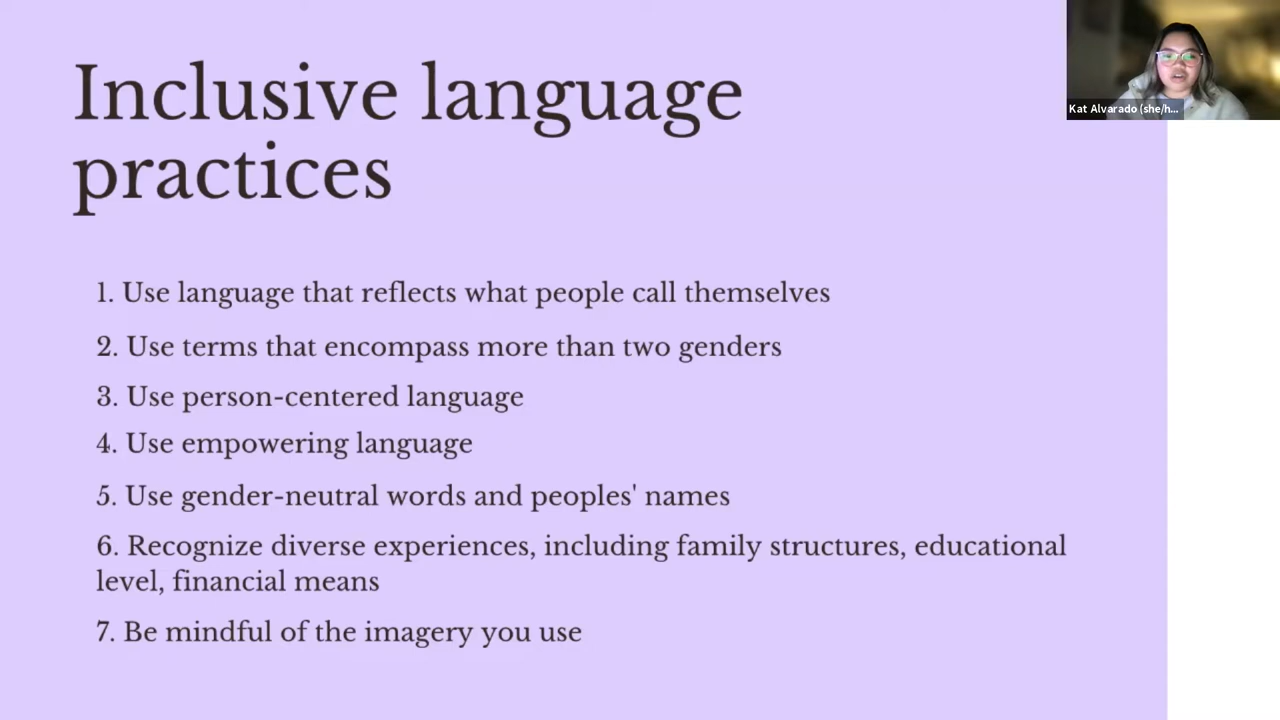 Inclusive language
practices
Kat Alvarado (she/h...
1. Use language that reflects what people call themselves
2. Use terms that encompass more than two genders
3. Use person-centered language
4. Use empowering language
5. Use gender-neutral words and peoples' names
6. Recognize diverse experiences, including family structures, educational
level, financial means
7. Be mindful of the imagery you use